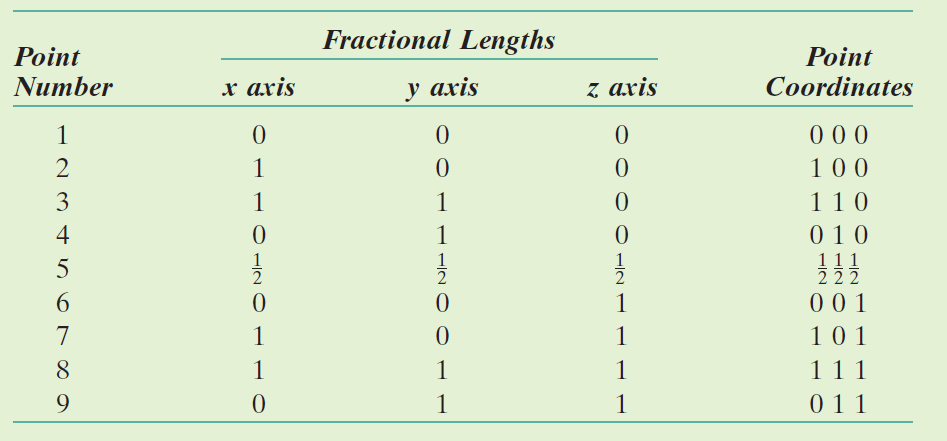 Fractional Lengths
Point Number x axis y axis z axis Point Coordinates
1 0 0 0 0 0 0
2 1 0 0 1 0 0
3 1 1 0 1 1 0
4 0 1 0 0 1 0
5 1/2 1/2 1/2 1/2 1/2 1/2
6 0 0 1 0 0 1
7 1 0 1 1 0 1
8 1 1 1 1 1 1
9 0 1 1 0 1 1